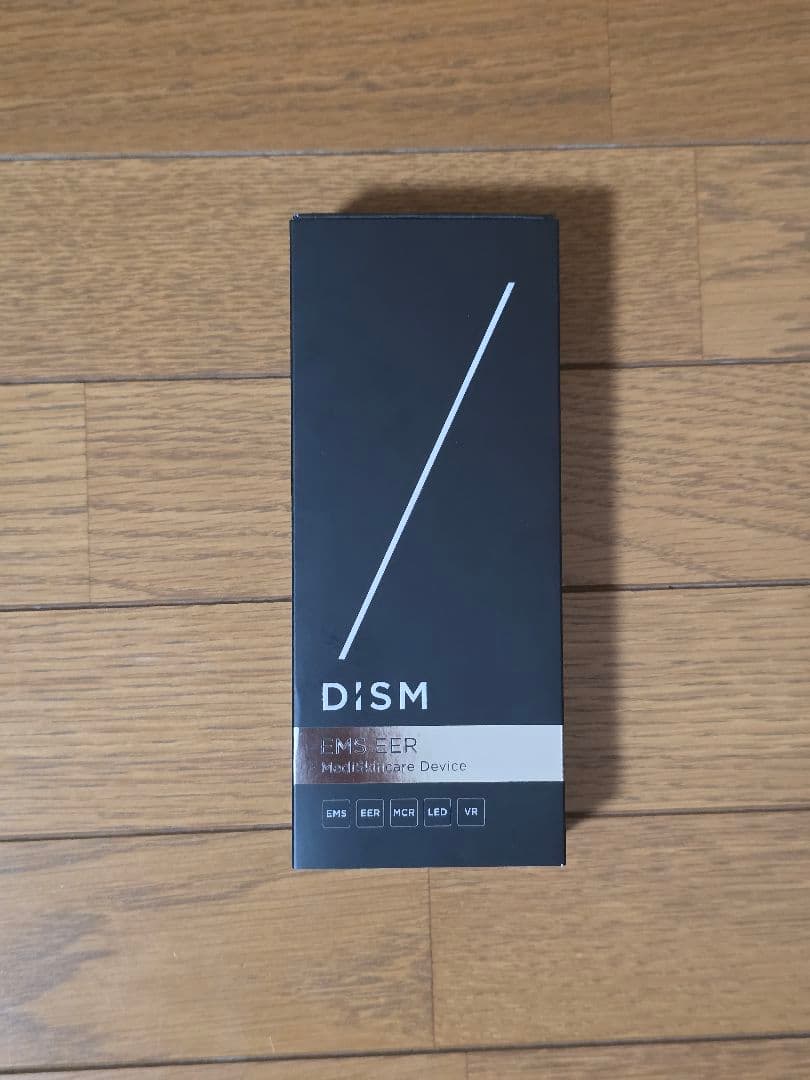 DISM
EMS EER
MediSkincare Device
EMS EER MCR LED VR